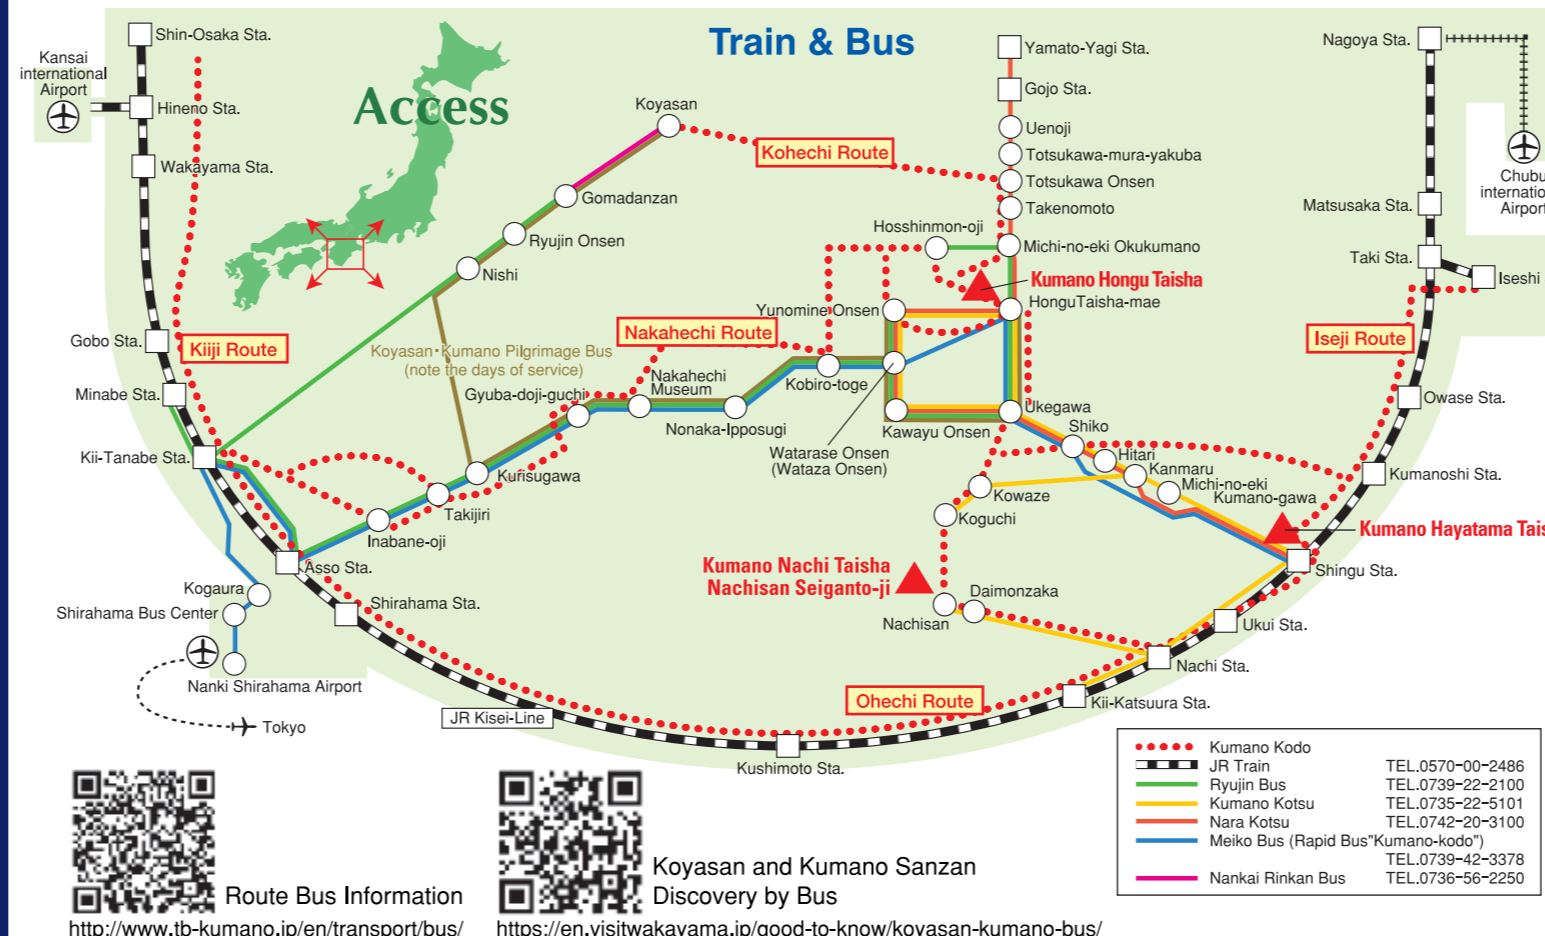 Train & Bus
Access
Shin-Osaka Sta.
Kansai
international
Airport
Hineno Sta.
Wakayama Sta.
Gobo Sta.
Kiiji Route
Minabe Sta.
Kii-Tanabe Sta.
Koyasan
Gomadanzan
Ryujin Onsen
Nishi
Koyasan・Kumano Pilgrimage Bus
(note the days of service)
Kohechi Route
Yamato-Yagi Sta.
Gojo Sta.
Uenoji
Totsukawa-mura-yakuba
Totsukawa Onsen
Takenomoto
Hosshinmon-oji
Michi-no-eki Okukumano
Kumano Hongu Taisha
HonguTaisha-mae
Yunomine Onsen
Nakahechi Route
Gyuba-doji-guchi
Nakahechi
Museum
Nonaka-Ipposugi
Kobiro-toge
Watarase Onsen
(Wataza Onsen)
Kawayu Onsen
Ukegawa
Shiko
Hitari
Kanmaru
Michi-no-eki
Kumano-gawa
Kowaze
Koguchi
Kurisugawa
Takijiri
Inabane-oji
Asso Sta.
Kogaura
Shirahama Bus Center
Shirahama Sta.
Nanki Shirahama Airport
Tokyo
JR Kisei-Line
Kumano Nachi Taisha
Nachisan Seiganto-ji
Daimonzaka
Nachisan
Ohechi Route
Kushimoto Sta.
Kii-Katsuura Sta.
Nachi Sta.
Ukui Sta.
Shingu Sta.
Kumano Hayatama Tais
Kumanoshi Sta.
Owase Sta.
Iseji Route
Iseshi
Taki Sta.
Matsusaka Sta.
Nagoya Sta.
Chubu
internatio
Airport
Kumano Kodo
JR Train TEL.0570-00-2486
Ryujin Bus TEL.0739-22-2100
Kumano Kotsu TEL.0735-22-5101
Nara Kotsu TEL.0742-20-3100
Meiko Bus (Rapid Bus"Kumano-kodo")
TEL.0739-42-3378
Nankai Rinkan Bus TEL.0736-56-2250
Route Bus Information
http://www.tb-kumano.jp/en/transport/bus/
Koyasan and Kumano Sanzan
Discovery by Bus
https://en.visitwakayama.jp/good-to-know/koyasan-kumano-bus/